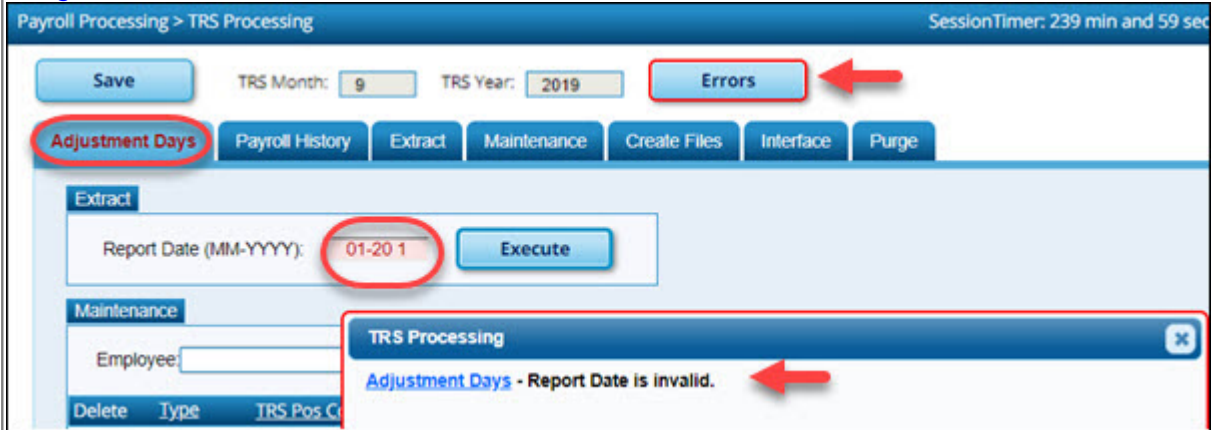 Payroll Processing > TRS Processing SessionTimer: 239 min and 59 sec
Save TRS Month: 9 TRS Year: 2019 Errors
Adjustment Days Payroll History Extract Maintenance Create Files Interface Purge
Extract
Report Date (MM-YYYY): 01-20 1 Execute
Maintenance
Employee:
TRS Processing
Adjustment Days - Report Date is invalid.
Delete Type TRS Pos